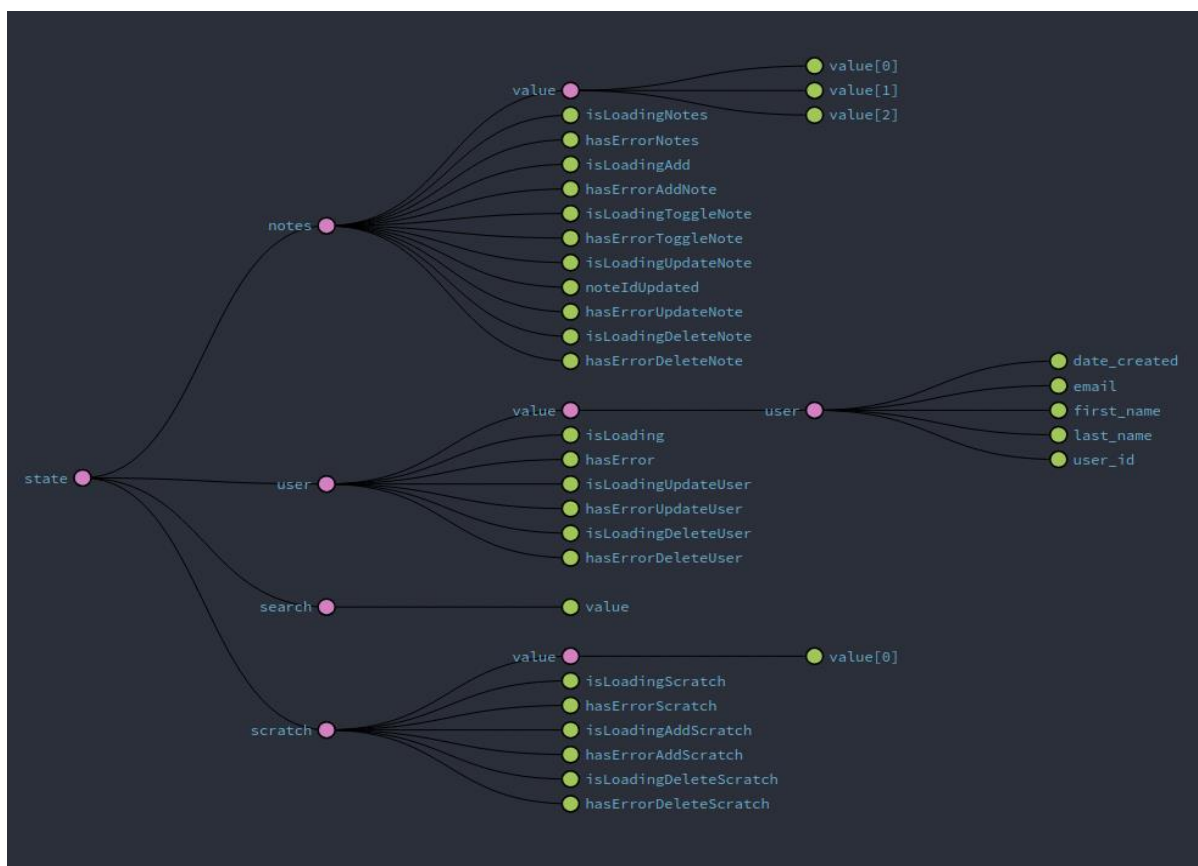 value[0]
value value[1]
isLoadingNotes value[2]
hasErrorNotes
isLoadingAdd
hasErrorAddNote
isLoadingToggleNote
notes
hasErrorToggleNote
isLoadingUpdateNote
noteIdUpdated
hasErrorUpdateNote
isLoadingDeleteNote
hasErrorDeleteNote date_created
email
value user first_name
isLoading last_name
hasError user_id
state
user isLoadingUpdateUser
hasErrorUpdateUser
isLoadingDeleteUser
hasErrorDeleteUser
search value
value value[0]
isLoadingScratch
hasErrorScratch
scratch isLoadingAddScratch
hasErrorAddScratch
isLoadingDeleteScratch
hasErrorDeleteScratch